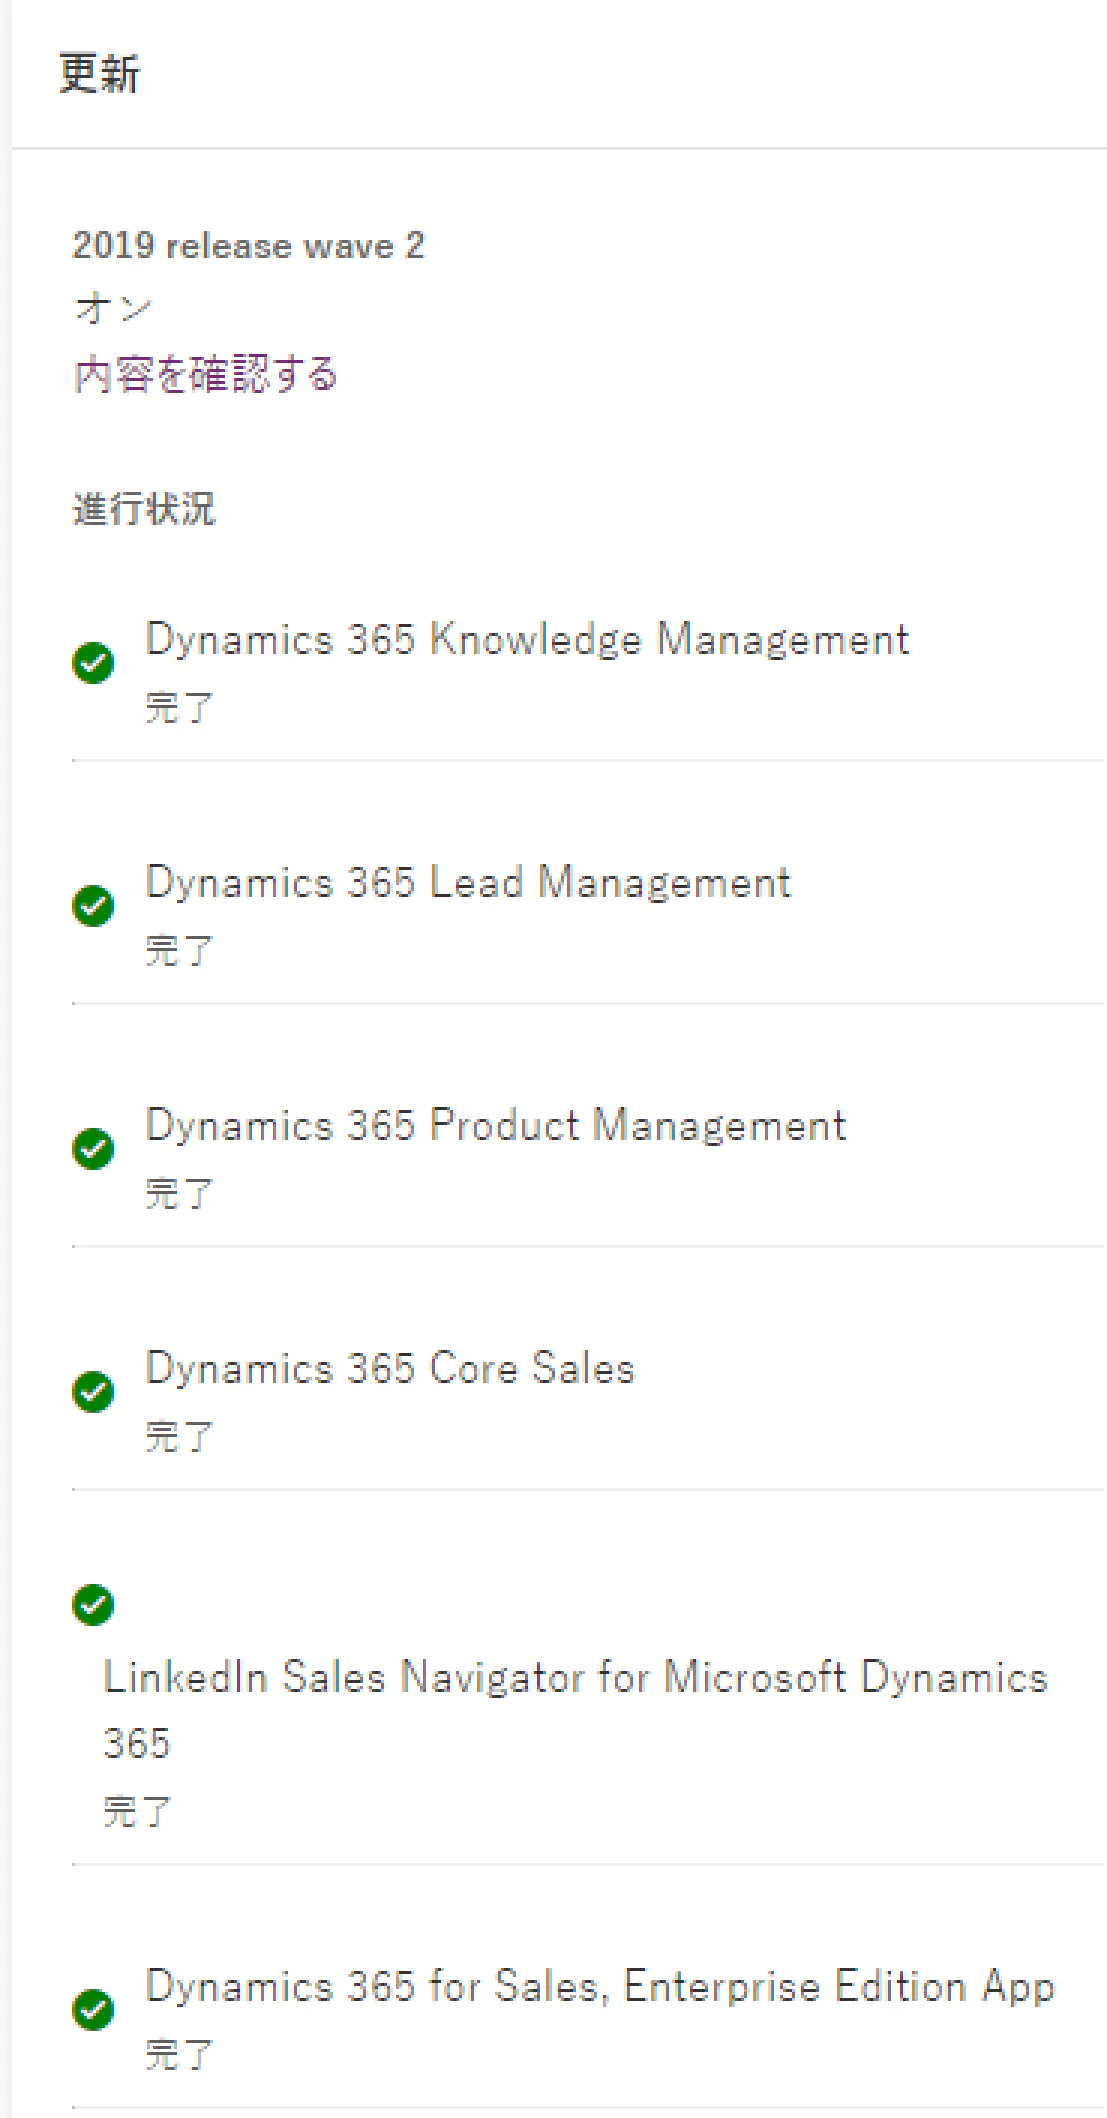 更新
2019 release wave 2
オン
内容を確認する
進行状況
Dynamics 365 Knowledge Management
完了
Dynamics 365 Lead Management
完了
Dynamics 365 Product Management
完了
Dynamics 365 Core Sales
完了
LinkedIn Sales Navigator for Microsoft Dynamics
365
完了
Dynamics 365 for Sales, Enterprise Edition App
完了